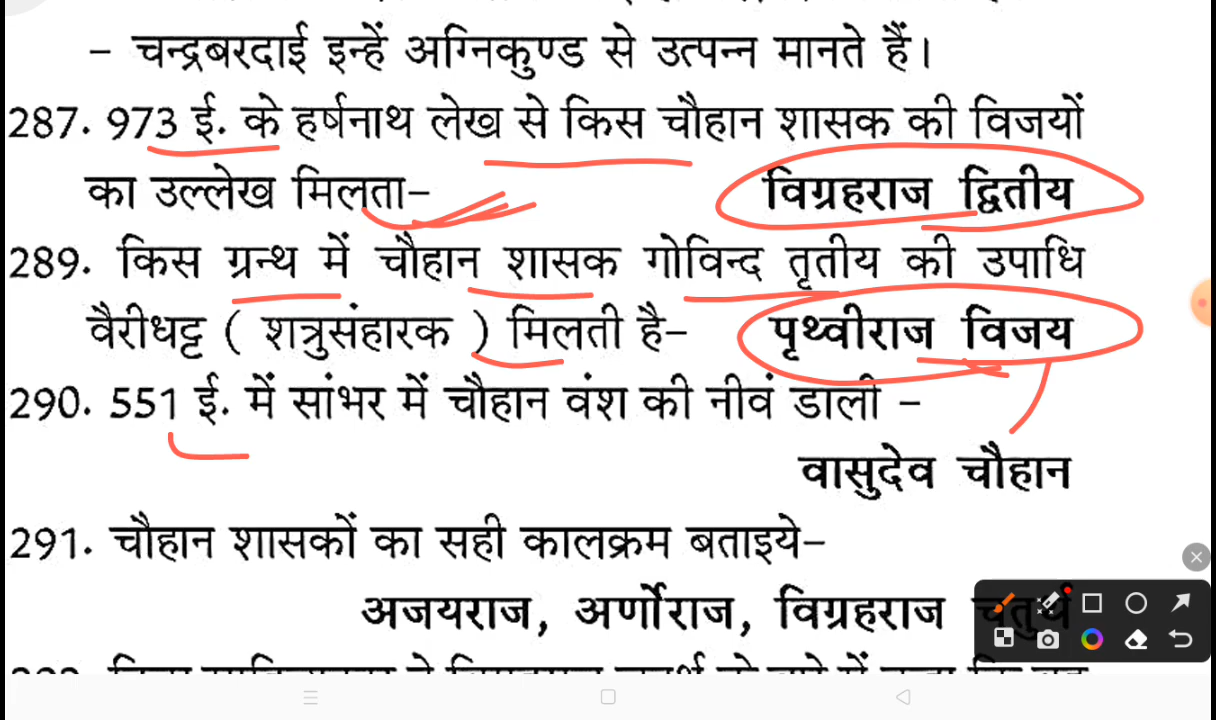 – चन्द्रबरदाई इन्हें अग्निकुण्ड से उत्पन्न मानते हैं।
287. 973 ई. के हर्षनाथ लेख से किस चौहान शासक की विजयों
का उल्लेख मिलता– विग्रहराज द्वितीय
289. किस ग्रन्थ में चौहान शासक गोविन्द तृतीय की उपाधि
वैरीधट्ट ( शत्रुसंहारक ) मिलती है– पृथ्वीराज विजय
290. 551 ई. में सांभर में चौहान वंश की नीवं डाली –
वासुदेव चौहान
291. चौहान शासकों का सही कालक्रम बताइये–
अजयराज, अर्णोराज, विग्रहराज चतुर्थ